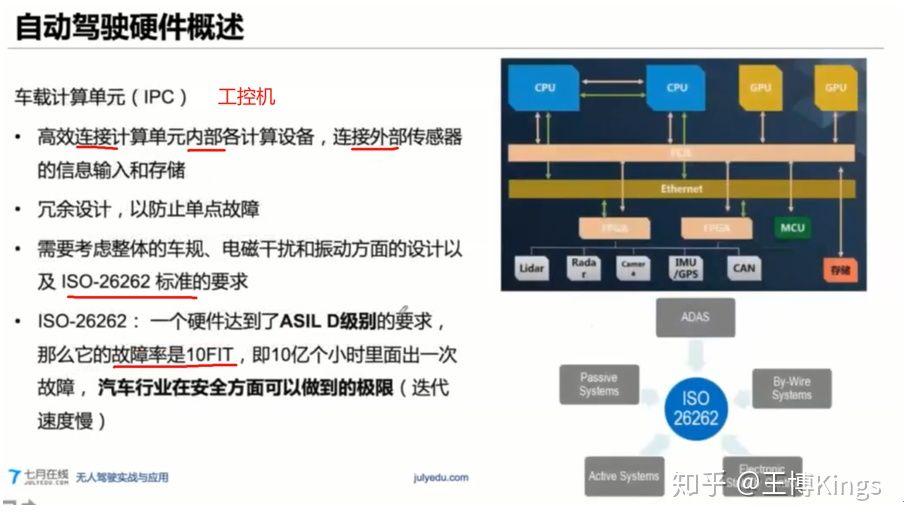 自动驾驶硬件概述
车载计算单元（IPC） 工控机
• 高效连接计算单元内部各计算设备，连接外部传感器
的信息输入和存储
• 冗余设计，以防止单点故障
• 需要考虑整体的车规、电磁干扰和振动方面的设计以
及 ISO-26262 标准的要求
• ISO-26262： 一个硬件达到了ASIL D级别的要求，
那么它的故障率是10FIT，即10亿个小时里面出一次
故障， 汽车行业在安全方面可以做到的极限（迭代
速度慢）
CPU CPU GPU GPU
PCIE
Ethernet
FPGA FPGA MCU
Lidar Rada
r Camer
a IMU
/GPS CAN 存储
ADAS
Passive
Systems
By-Wire
Systems
ISO
26262
Active Systems
Electronic
七月在线
JULYEDU.COM
无人驾驶实战与应用
julyedu.com
知乎 @王博Kings